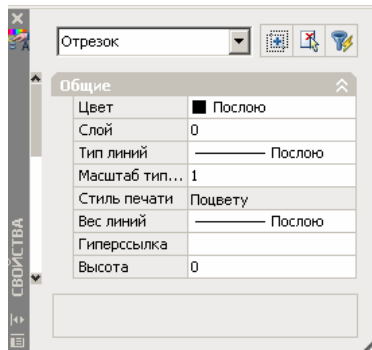 Отрезок
Общие
Цвет Послою
Слой 0
Тип линий Послою
Масштаб тип... 1
Стиль печати Поцвету
Вес линий Послою
Гиперссылка
Высота 0
СВОЙСТВА